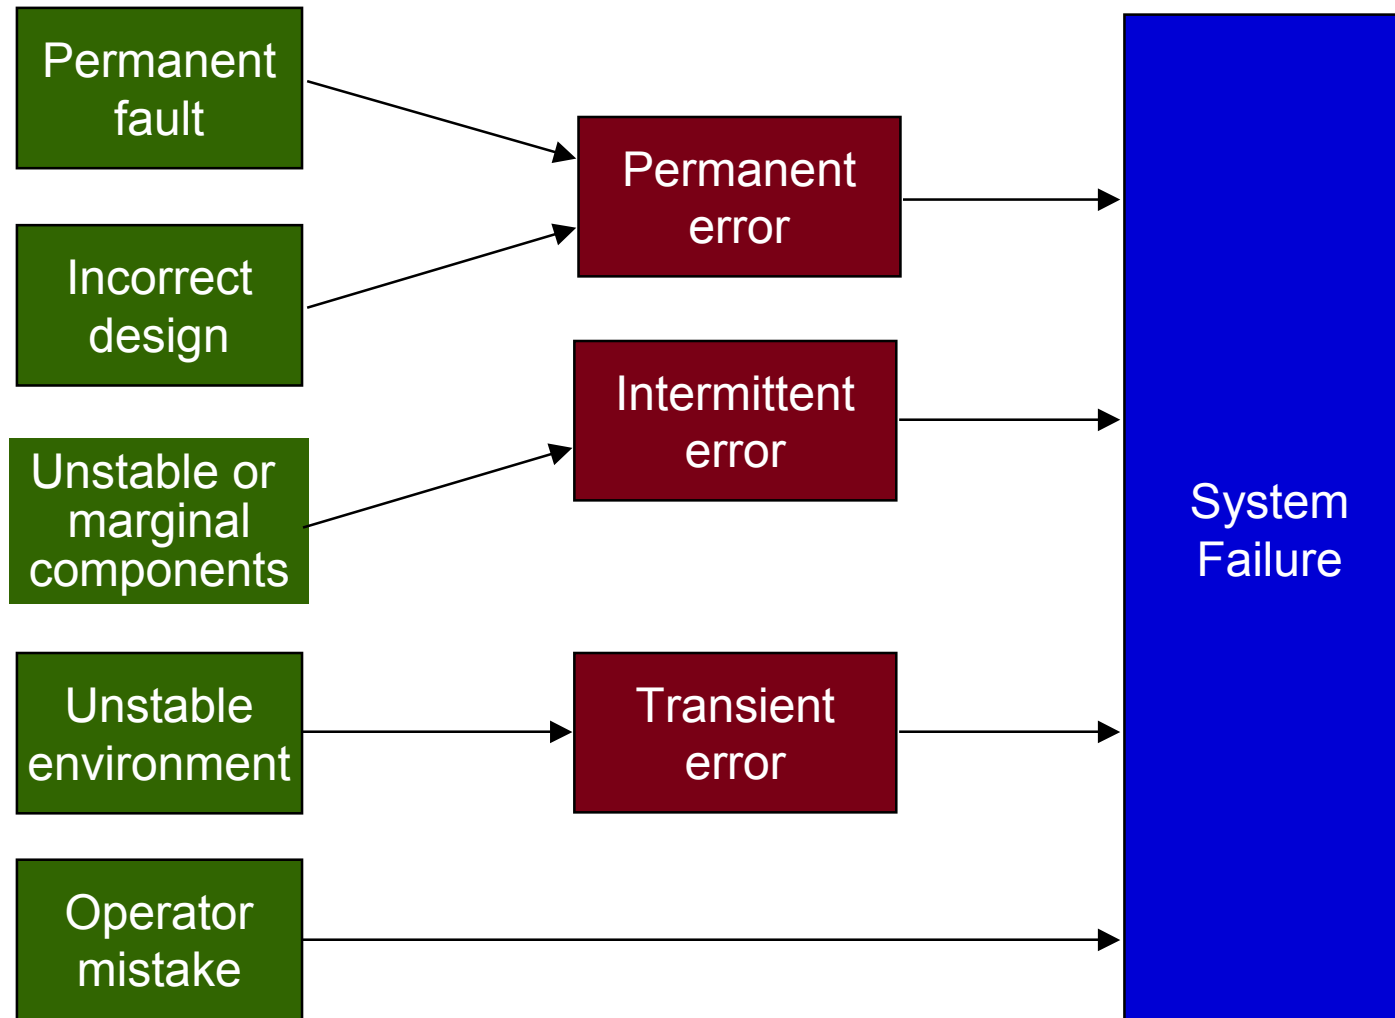 Permanent
fault
Incorrect
design
Unstable or
marginal
components
Unstable
environment
Operator
mistake
Permanent
error
Intermittent
error
Transient
error
System
Failure